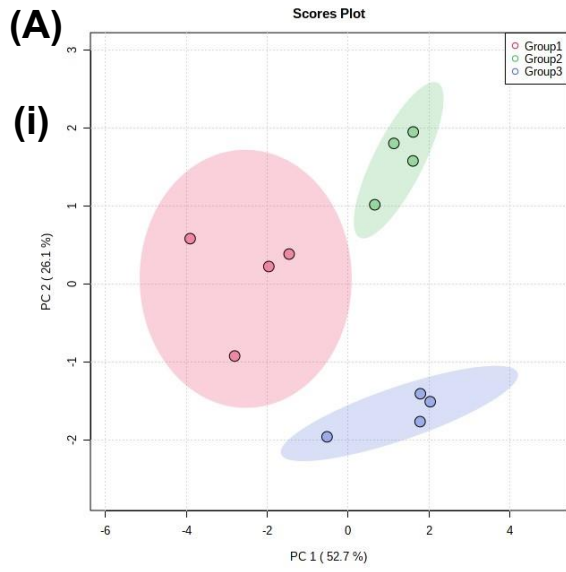 (A)
Scores Plot
(i)
Group1
Group2
Group3
PC 2 ( 26.1 %)
3
2
1
0
-1
-2
-6
-4
-2
0
2
4
PC 1 ( 52.7 %)